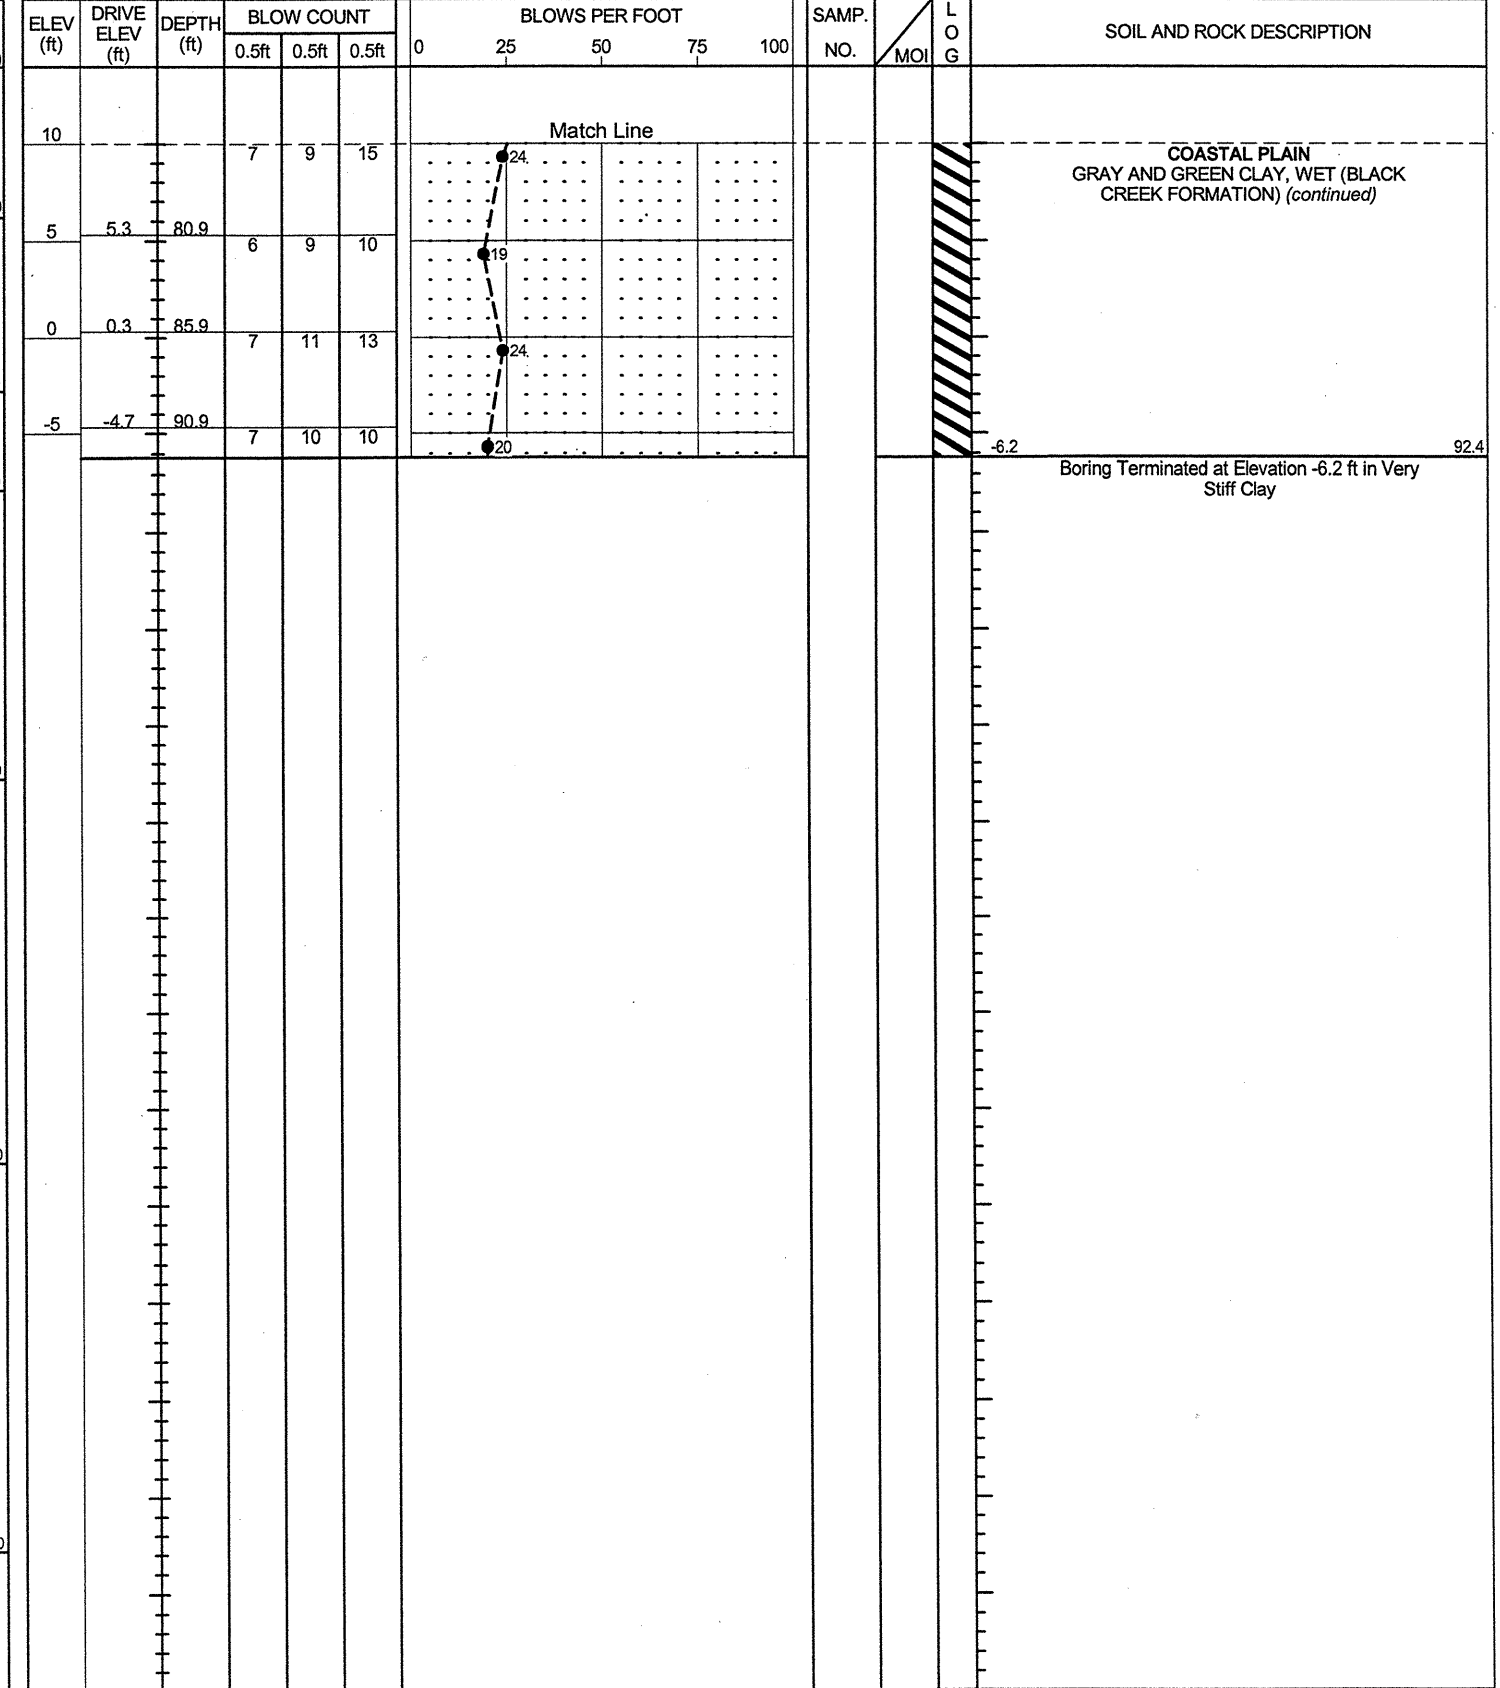 ELEV (ft) DRIVE ELEV (ft) DEPTH (ft) BLOW COUNT BLOWS PER FOOT SAMP. NO. MOI LOG SOIL AND ROCK DESCRIPTION
0.5ft 0.5ft 0.5ft 0 25 50 75 100
Match Line
10 7 9 15 24 COASTAL PLAIN
GRAY AND GREEN CLAY, WET (BLACK
CREEK FORMATION) (continued)
5 5.3 80.9 6 9 10 19
0 0.3 85.9 7 11 13 24
-5 -4.7 90.9 7 10 10 20
-6.2 92.4
Boring Terminated at Elevation -6.2 ft in Very
Stiff Clay